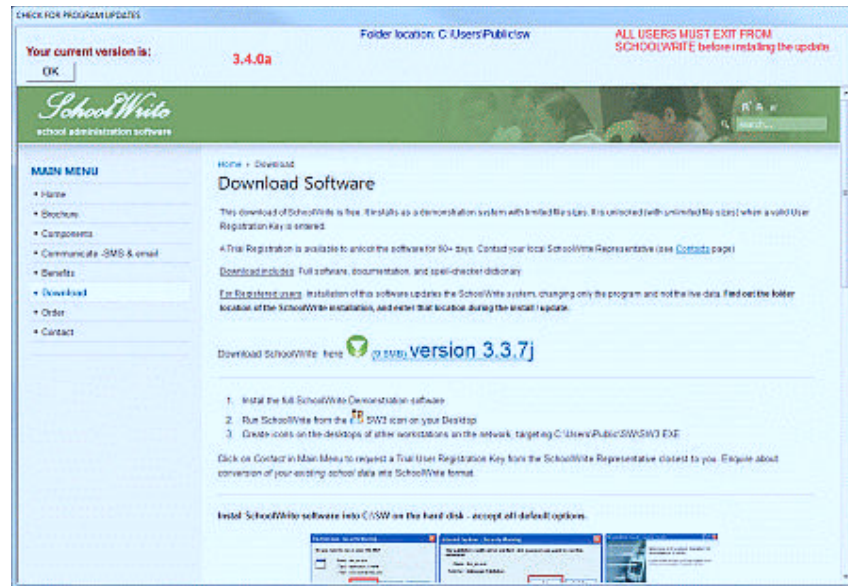 CHECK FOR PROGRAM UPDATES
Folder location: C:\Users\Public\sw
ALL USERS MUST EXIT FROM
SCHOOLWRITE before installing the update
Your current version is:
3.4.0a
OK
SchoolWrite
school administration software
search...
MAIN MENU
Home
Brochure
Components
Communicate -SMS & email
Benefits
Download
Order
Contact
Home Download
Download Software
This download of SchoolWrite is free. It installs as a demonstration system with limited file sizes. It is unlocked (with unlimited file sizes) when a valid User
Registration Key is entered.
A Trial Registration is available to unlock the software for 60+ days. Contact your local SchoolWrite Representative (see Contacts page)
Download includes: Full software, documentation, and spell-checker dictionary
For Registered users: Installation of this software updates the SchoolWrite system, changing only the program and not the live data. Find out the folder
location of the SchoolWrite installation, and enter that location during the install / update.
Download SchoolWrite here version 3.3.7j
1. Install the full SchoolWrite Demonstration software
2. Run SchoolWrite from the SW3 icon on your Desktop
3. Create icons on the desktops of other workstations on the network, targeting C:\Users\Public\SW\SW3.EXE
Click on Contact in Main Menu to request a Trial User Registration Key from the SchoolWrite Representative closest to you. Enquire about
conversion of your existing school data into SchoolWrite format.
Install SchoolWrite software into C:\SW on the hard disk - accept all default options.